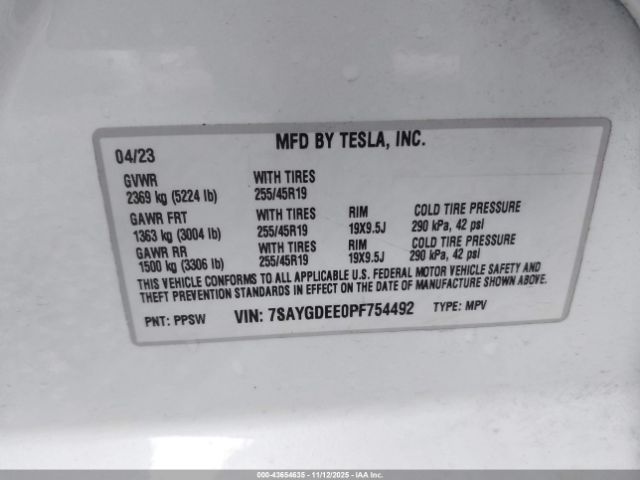 MFD BY TESLA, INC.
04/23
GVWR WITH TIRES
2369 kg (5224 lb) 255/45R19
GAWR FRT WITH TIRES RIM COLD TIRE PRESSURE
1363 kg (3004 lb) 255/45R19 19X9.5J 290 kPa, 42 psi
GAWR RR WITH TIRES RIM COLD TIRE PRESSURE
1500 kg (3306 lb) 255/45R19 19X9.5J 290 kPa, 42 psi
THIS VEHICLE CONFORMS TO ALL APPLICABLE U.S. FEDERAL MOTOR VEHICLE SAFETY AND
THEFT PREVENTION STANDARDS IN EFFECT ON THE DATE OF MANUFACTURE SHOWN ABOVE.
PNT: PPSW VIN: 7SAYGDEE0PF754492 TYPE: MPV
000-43654635 - 11/12/2025 - IAAI.COM